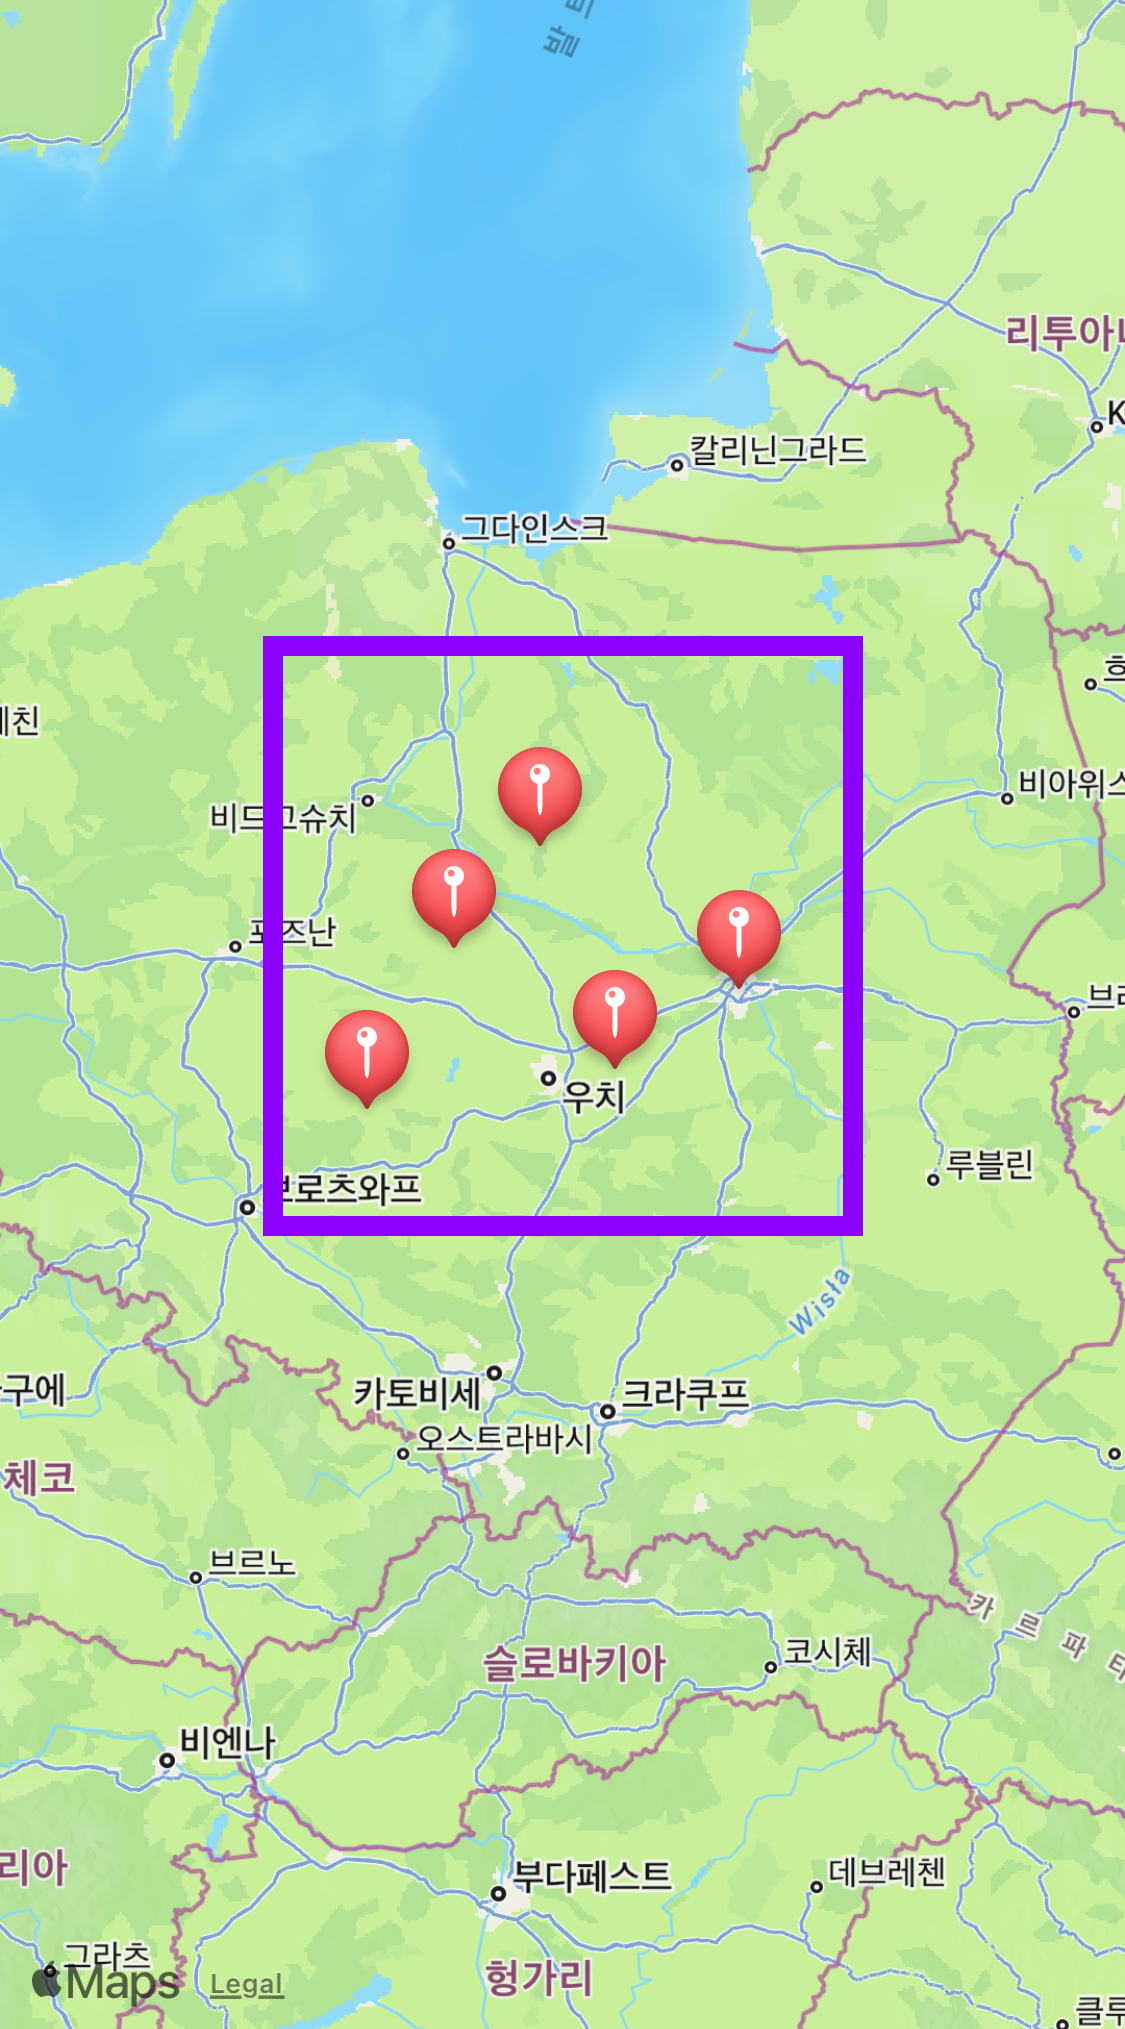 발트
리투아니
K
칼리닌그라드
그다인스크
흐
비아위스
비드고슈치
포즈난
브레
우치
루블린
브로츠와프
Wisła
카토비체
크라쿠프
오스트라바시
체코
브르노
카르파티
슬로바키아
코시체
비엔나
리아
부다페스트
데브레첸
그라츠
Maps
Legal
헝가리
클루